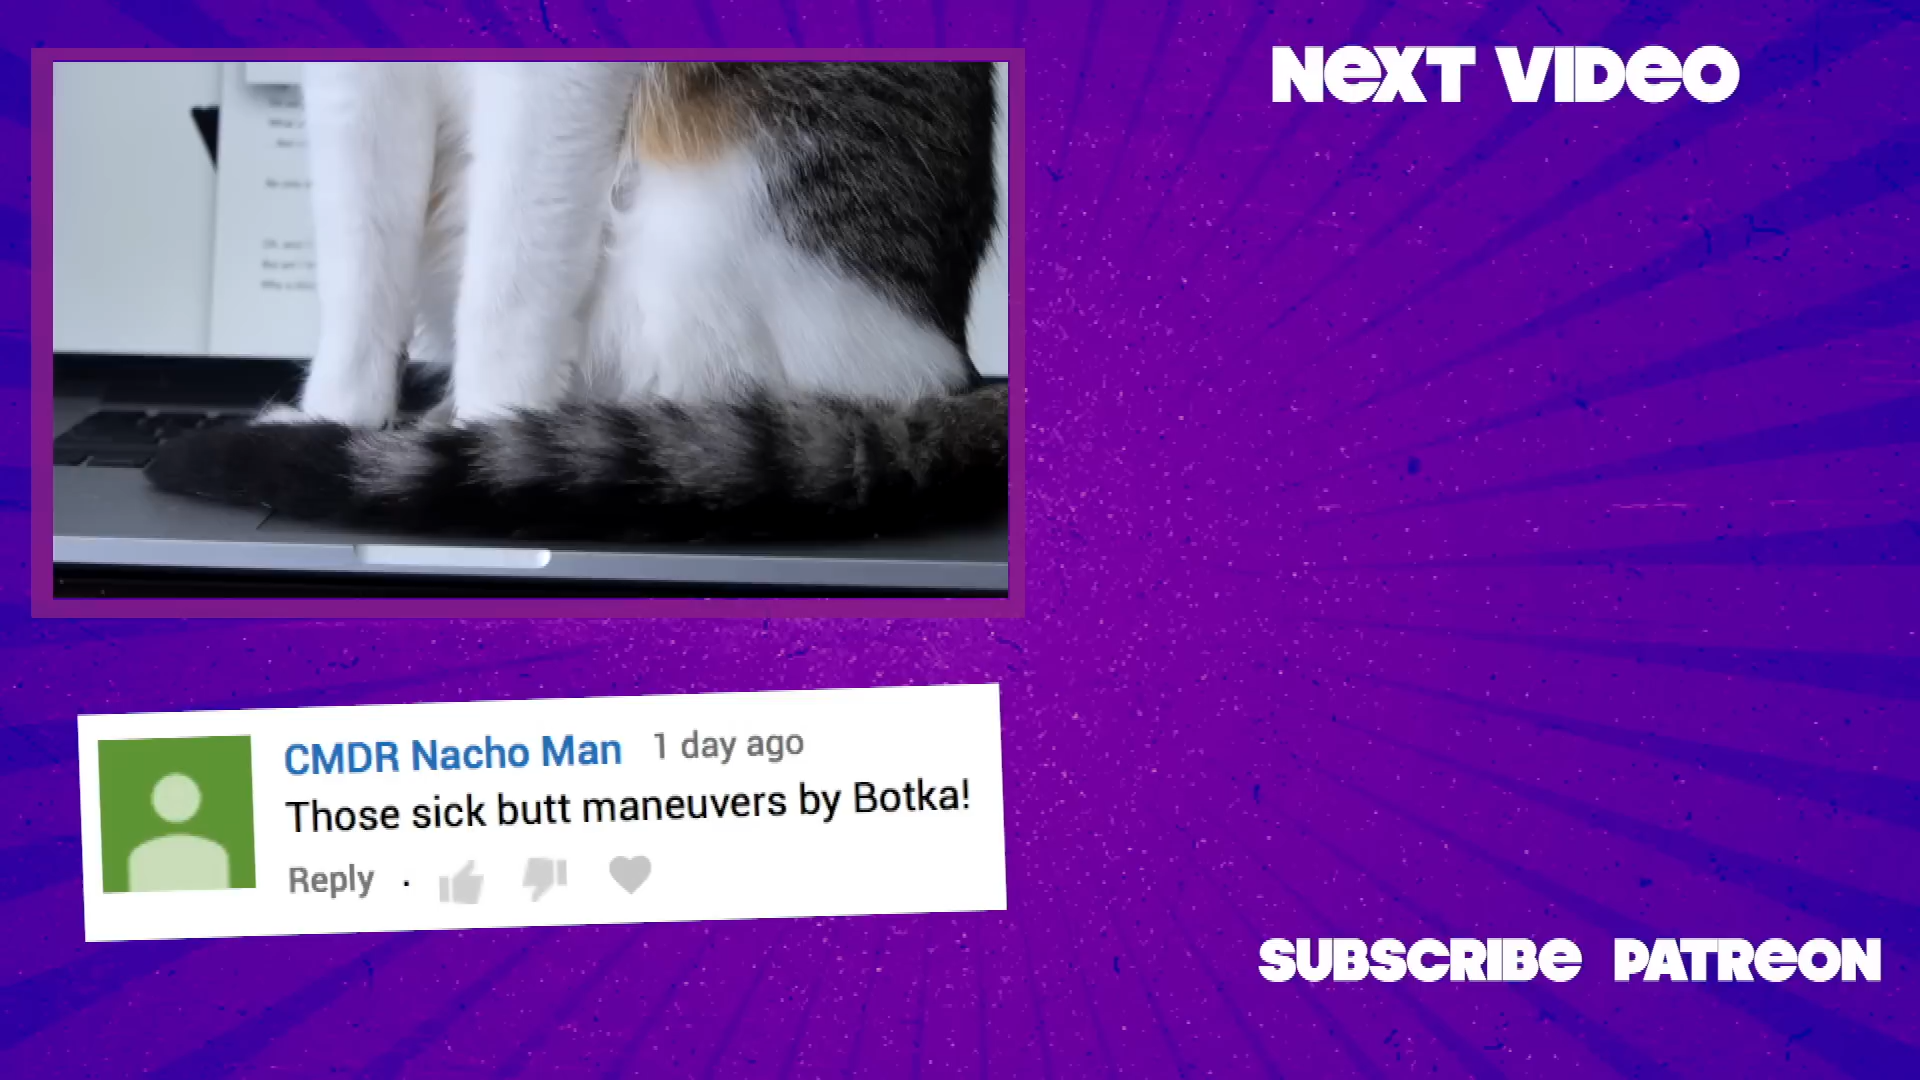 NEXT VIDEO
CMDR Nacho Man 1 day ago
Those sick butt maneuvers by Botka!
Reply ·
SUBSCRIBE PATREON